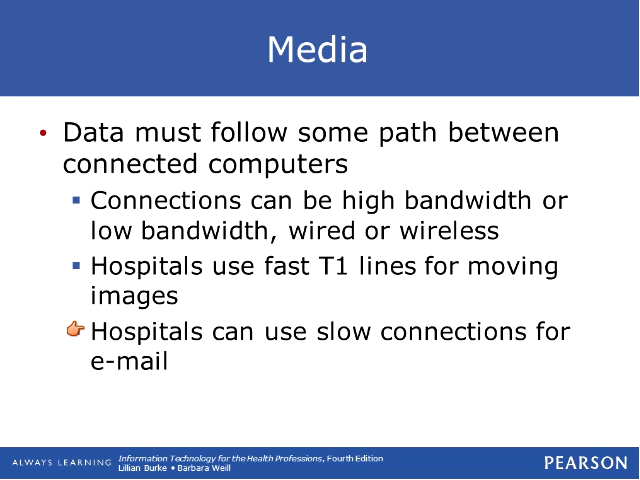 Media
• Data must follow some path between
connected computers
▪ Connections can be high bandwidth or
low bandwidth, wired or wireless
▪ Hospitals use fast T1 lines for moving
images
Hospitals can use slow connections for
e-mail
ALWAYS LEARNING
Information Technology for the Health Professions, Fourth Edition
Lillian Burke • Barbara Weill
PEARSON